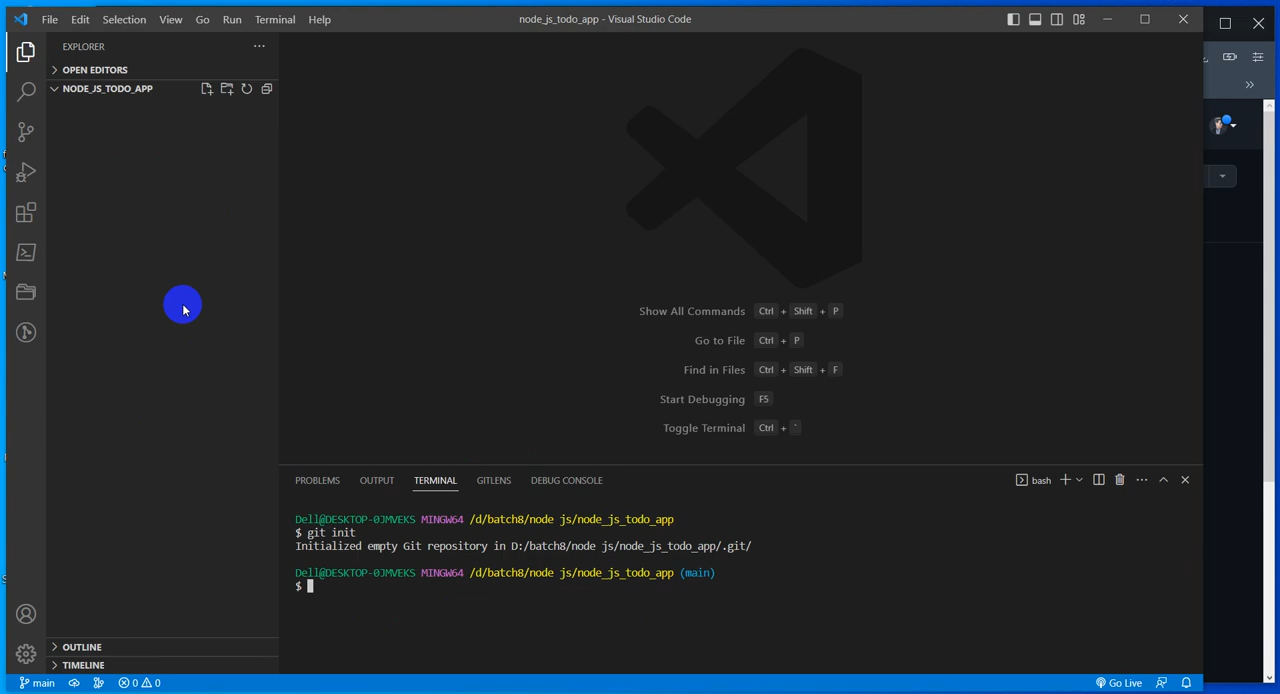 File Edit Selection View Go Run Terminal Help
node_js_todo_app - Visual Studio Code
EXPLORER
OPEN EDITORS
NODE_JS_TODO_APP
Show All Commands Ctrl + Shift + P
Go to File Ctrl + P
Find in Files Ctrl + Shift + F
Start Debugging F5
Toggle Terminal Ctrl + `
PROBLEMS OUTPUT TERMINAL GITLENS DEBUG CONSOLE
bash
Dell@DESKTOP-0JMVEKS MINGW64 /d/batch8/node js/node_js_todo_app
$ git init
Initialized empty Git repository in D:/batch8/node js/node_js_todo_app/.git/
Dell@DESKTOP-0JMVEKS MINGW64 /d/batch8/node js/node_js_todo_app (main)
$
OUTLINE
TIMELINE
main 0 0 Go Live